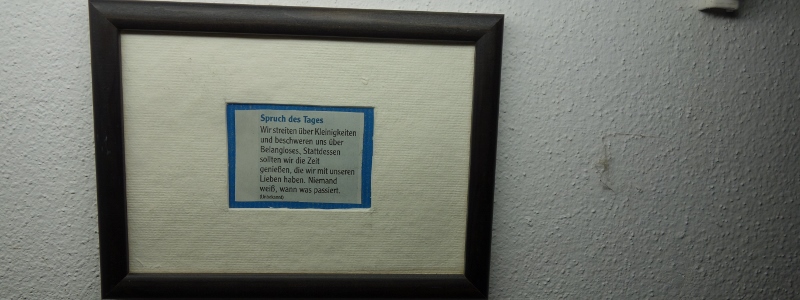 Spruch des Tages
Wir streiten über Kleinigkeiten
und beschweren uns über
Belangloses. Stattdessen
sollten wir die Zeit
genießen, die wir mit unseren
Lieben haben. Niemand
weiß, wann was passiert.
(Unbekannt)